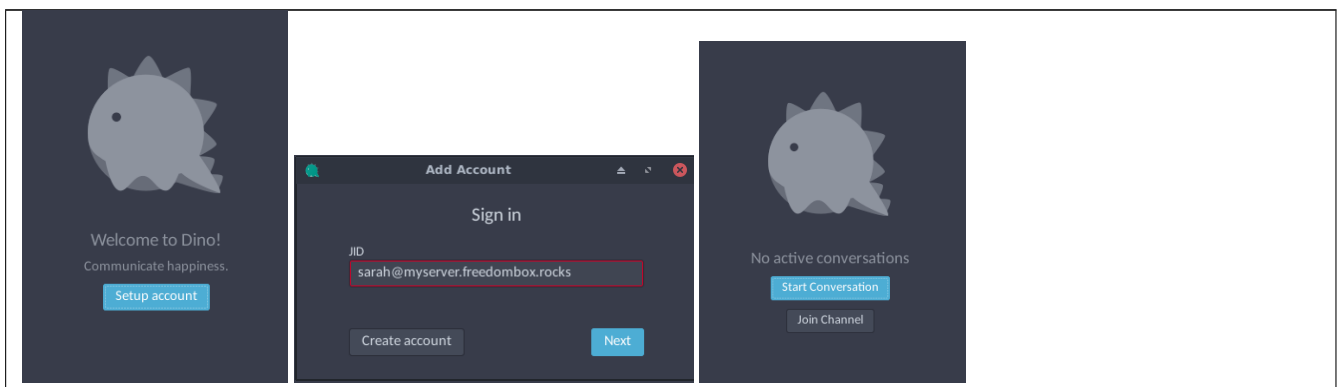 Welcome to Dino!
Communicate happiness.
Setup account
Add Account
Sign in
JID
sarah@myserver.freedombox.rocks
Create account
Next
No active conversations
Start Conversation
Join Channel